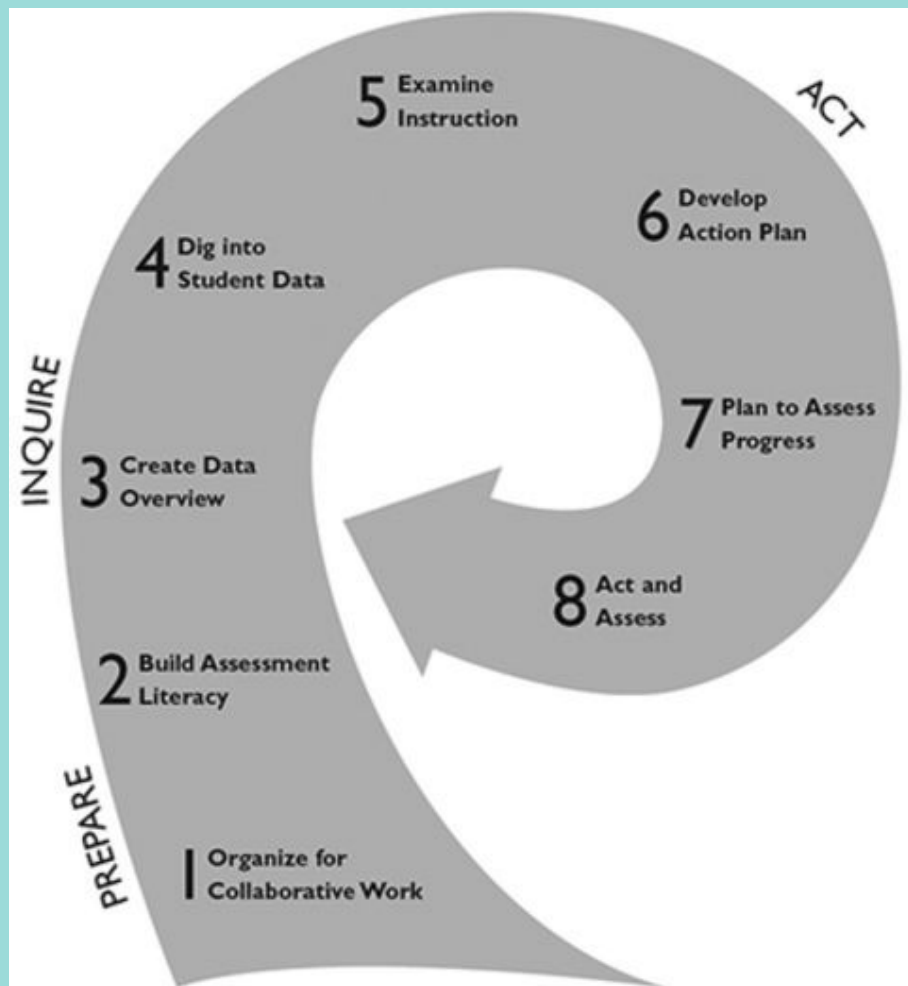 PREPARE
1 Organize for
Collaborative Work
2 Build Assessment
Literacy
INQUIRE
3 Create Data
Overview
4 Dig into
Student Data
5 Examine
Instruction
ACT
6 Develop
Action Plan
7 Plan to Assess
Progress
8 Act and
Assess